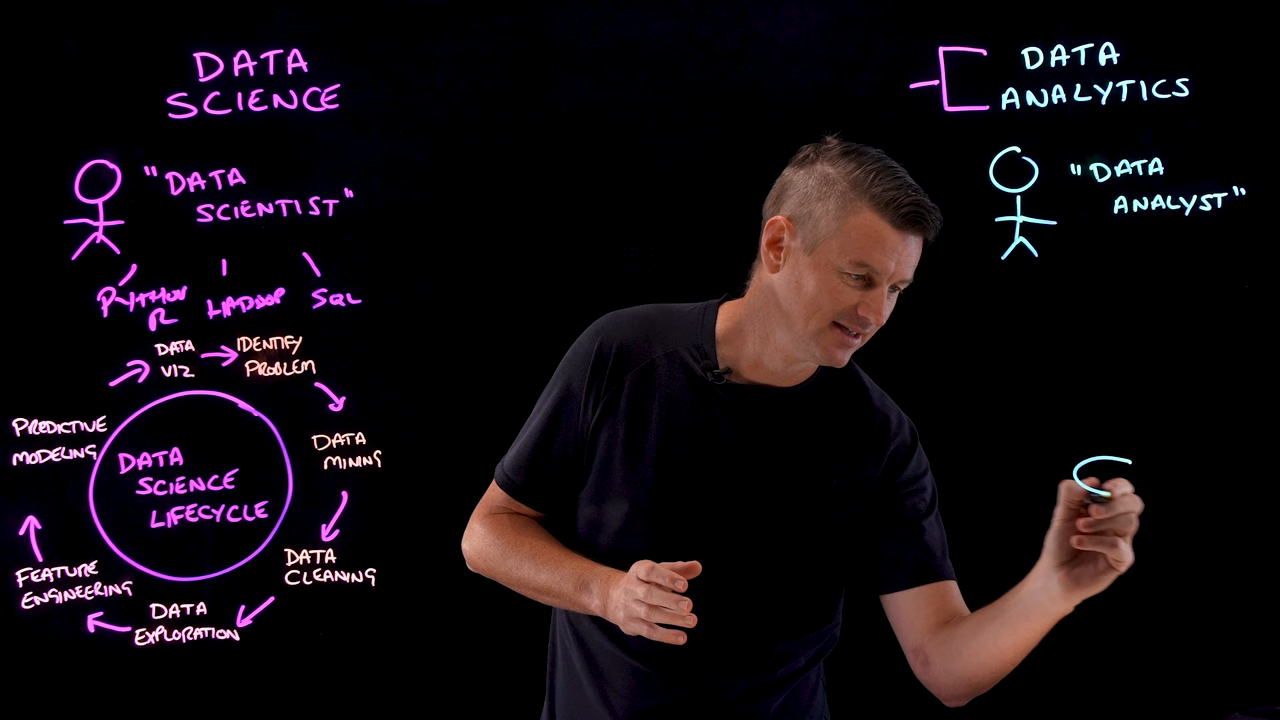 DATA
SCIENCE
"DATA
SCIENTIST"
PYTHON
R
HADOOP
SQL
DATA
VIZ
IDENTIFY
PROBLEM
DATA
MINING
DATA
CLEANING
DATA
EXPLORATION
FEATURE
ENGINEERING
PREDICTIVE
MODELING
DATA
SCIENCE
LIFECYCLE
DATA
ANALYTICS
"DATA
ANALYST"